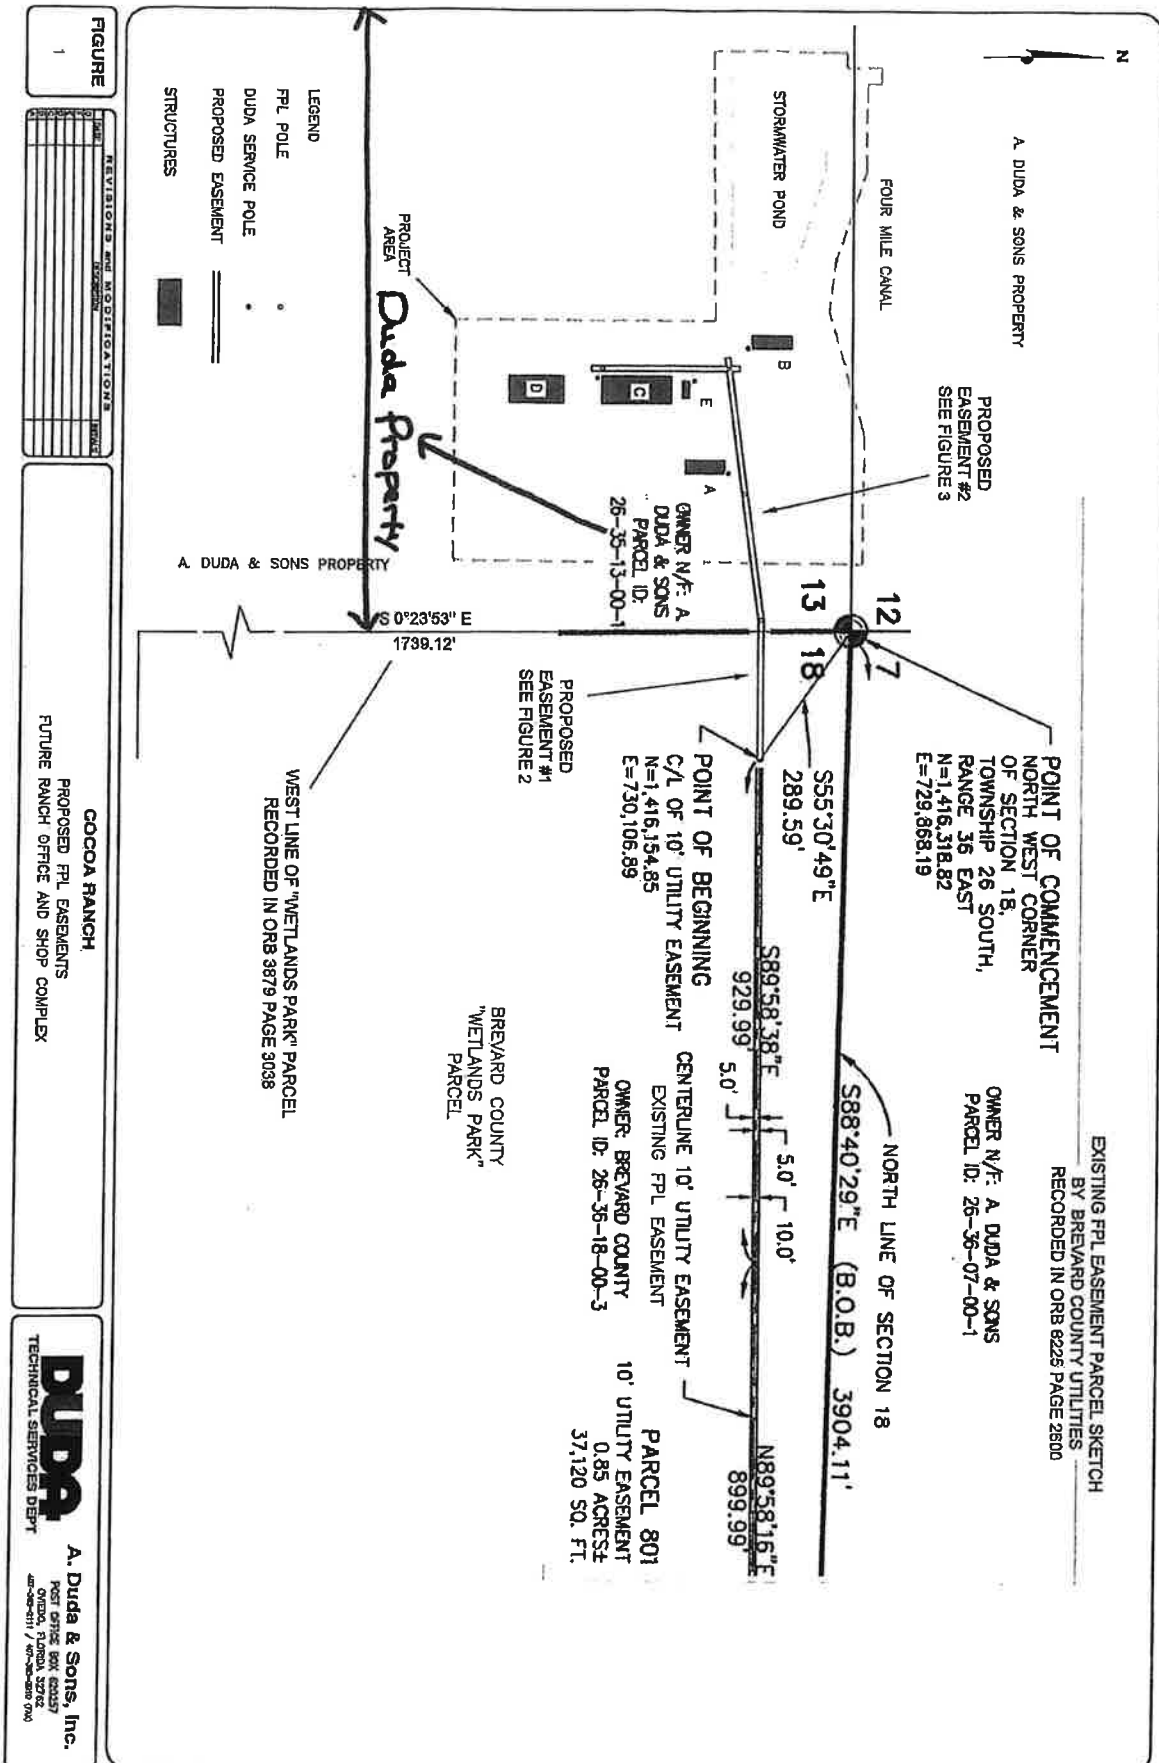 N
A. DUDA & SONS PROPERTY
FOUR MILE CANAL
STORMWATER POND
PROPOSED
EASEMENT #2
SEE FIGURE 3
EXISTING FPL EASEMENT PARCEL SKETCH
BY BREVARD COUNTY UTILITIES
RECORDED IN ORB 6225 PAGE 2600
OWNER N/F: A. DUDA & SONS
PARCEL ID: 26-36-07-00-1
12
7
13
18
POINT OF COMMENCEMENT
NORTH WEST CORNER
OF SECTION 18,
TOWNSHIP 26 SOUTH,
RANGE 36 EAST
N=1,416,318.82
E=729,868.19
NORTH LINE OF SECTION 18
S88°40'29"E (B.O.B.) 3904.11'
S55°30'49"E
289.59'
POINT OF BEGINNING
C/L OF 10' UTILITY EASEMENT
N=1,416,154.85
E=730,106.89
S89°58'38"E
929.99'
5.0'
5.0'
10.0'
N89°58'16"E
899.99'
CENTERLINE 10' UTILITY EASEMENT
EXISTING FPL EASEMENT
OWNER: BREVARD COUNTY
PARCEL ID: 26-36-18-00-3
PARCEL 801
10' UTILITY EASEMENT
0.85 ACRES±
37,120 SQ. FT.
B
E
C
D
A
OWNER N/F: A
DUDA & SONS
PARCEL ID:
26-35-13-00-1
PROJECT
AREA
Duda Property
A. DUDA & SONS PROPERTY
S 0°23'53" E
1739.12'
PROPOSED
EASEMENT #1
SEE FIGURE 2
WEST LINE OF "WETLANDS PARK" PARCEL
RECORDED IN ORB 3879 PAGE 3038
BREVARD COUNTY
"WETLANDS PARK"
PARCEL
LEGEND
FPL POLE
DUDA SERVICE POLE
PROPOSED EASEMENT
STRUCTURES
FIGURE
1
REVISIONS and MODIFICATIONS
COCOA RANCH
PROPOSED FPL EASEMENTS
FUTURE RANCH OFFICE AND SHOP COMPLEX
DUDA
TECHNICAL SERVICES DEPT
A. Duda & Sons, Inc.
POST OFFICE BOX 620257
OVIEDO, FLORIDA 32762